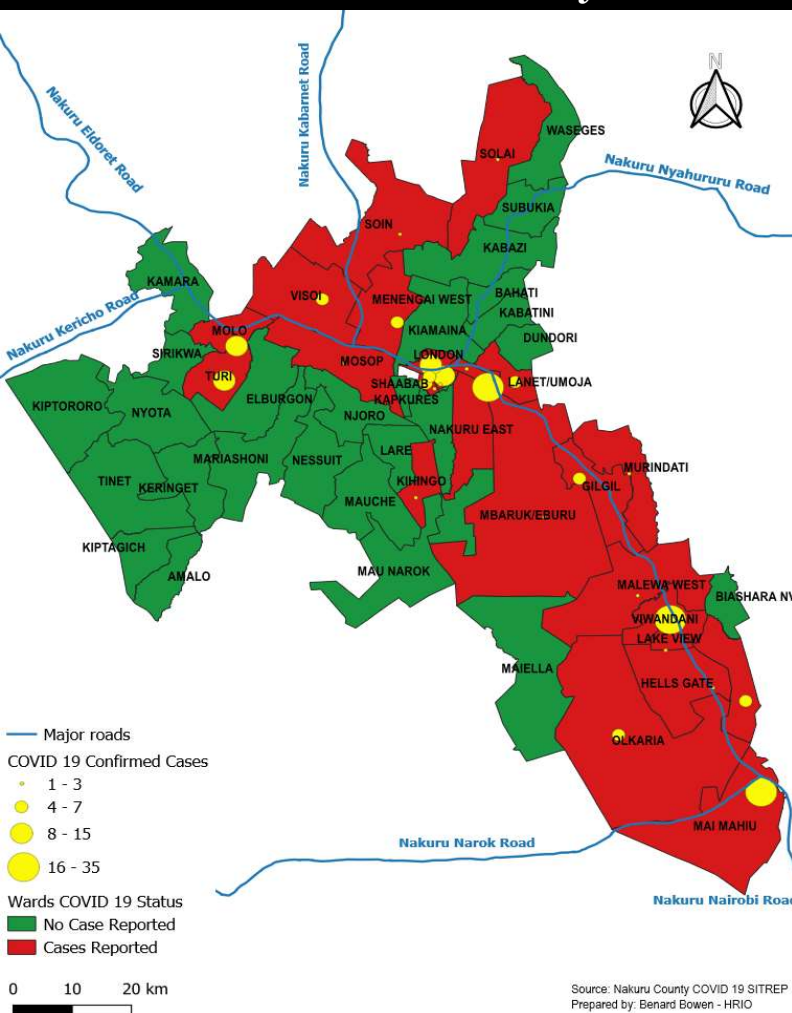 N
WASEGES
SOLAI
Nakuru Eldoret Road
Nakuru Kabarnet Road
Nakuru Nyahururu Road
SUBUKIA
SOIN
KABAZI
KAMARA
VISOI
MENENGAI WEST
BAHATI
KABATINI
Nakuru Kericho Road
MOLO
KIAMAINA
DUNDORI
SIRIKWA
MOSOP
LONDON
TURI
SHAABAB
LANET/UMOJA
KAPKURES
KIPTORORO
NYOTA
ELBURGON
NJORO
NAKURU EAST
MARIASHONI
NESSUIT
LARE
MURINDATI
TINET
KERINGET
KIHINGO
GILGIL
MAUCHE
MBARUK/EBURU
KIPTAGICH
AMALO
MAU NAROK
MALEWA WEST
BIASHARA NV
VIWANDANI
LAKE VIEW
MAIELLA
HELLS GATE
OLKARIA
MAI MAHIU
Nakuru Narok Road
Nakuru Nairobi Road
Major roads
COVID 19 Confirmed Cases
1 - 3
4 - 7
8 - 15
16 - 35
Wards COVID 19 Status
No Case Reported
Cases Reported
0 10 20 km
Source: Nakuru County COVID 19 SITREP
Prepared by: Benard Bowen - HRIO